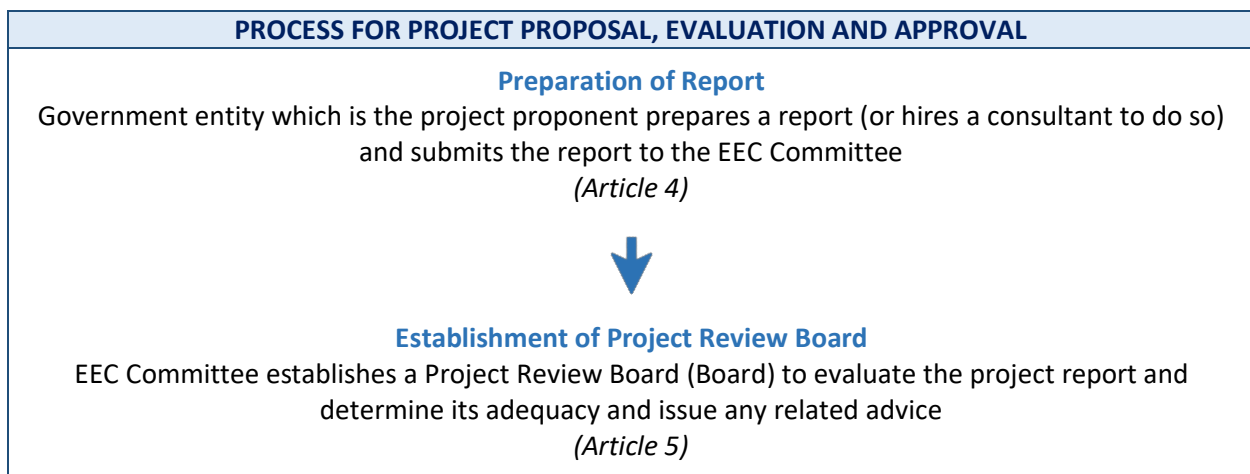 PROCESS FOR PROJECT PROPOSAL, EVALUATION AND APPROVAL
Preparation of Report
Government entity which is the project proponent prepares a report (or hires a consultant to do so)
and submits the report to the EEC Committee
(Article 4)
Establishment of Project Review Board
EEC Committee establishes a Project Review Board (Board) to evaluate the project report and
determine its adequacy and issue any related advice
(Article 5)